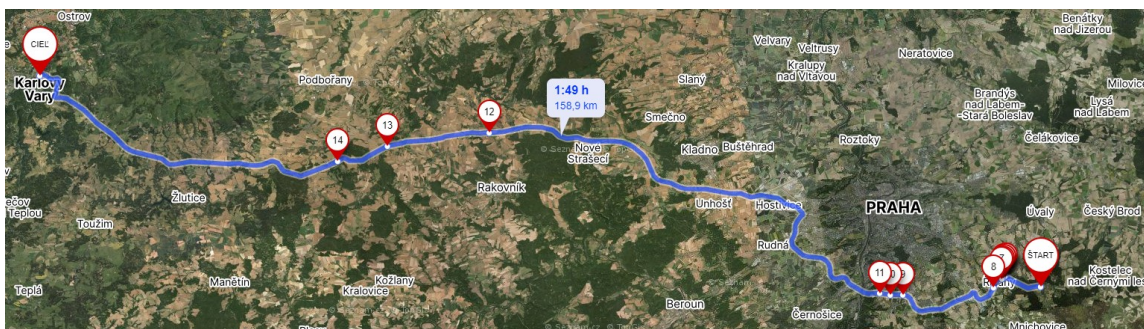 Ostrov
CIEĽ
Karlovy
Vary
Podbořany
14
13
12
1:49 h
158,9 km
Nové
Strašecí
Rakovník
Žlutice
Toužim
Teplou
Teplá
Manětín
Kožlany
Kralovice
Slaný
Smečno
Kladno
Buštěhrad
Unhošť
Hostivice
Rudná
Beroun
Černošice
Velvary
Veltrusy
Kralupy
nad Vltavou
Neratovice
Roztoky
PRAHA
Benátky
nad Jizerou
Milovice
Brandýs
nad Labem-
-Stará Boleslav
Lysá
nad Labem
Čelákovice
Úvaly
Český Brod
11
9
7
8
ŠTART
Kostelec
nad Černými les
Mnichovice